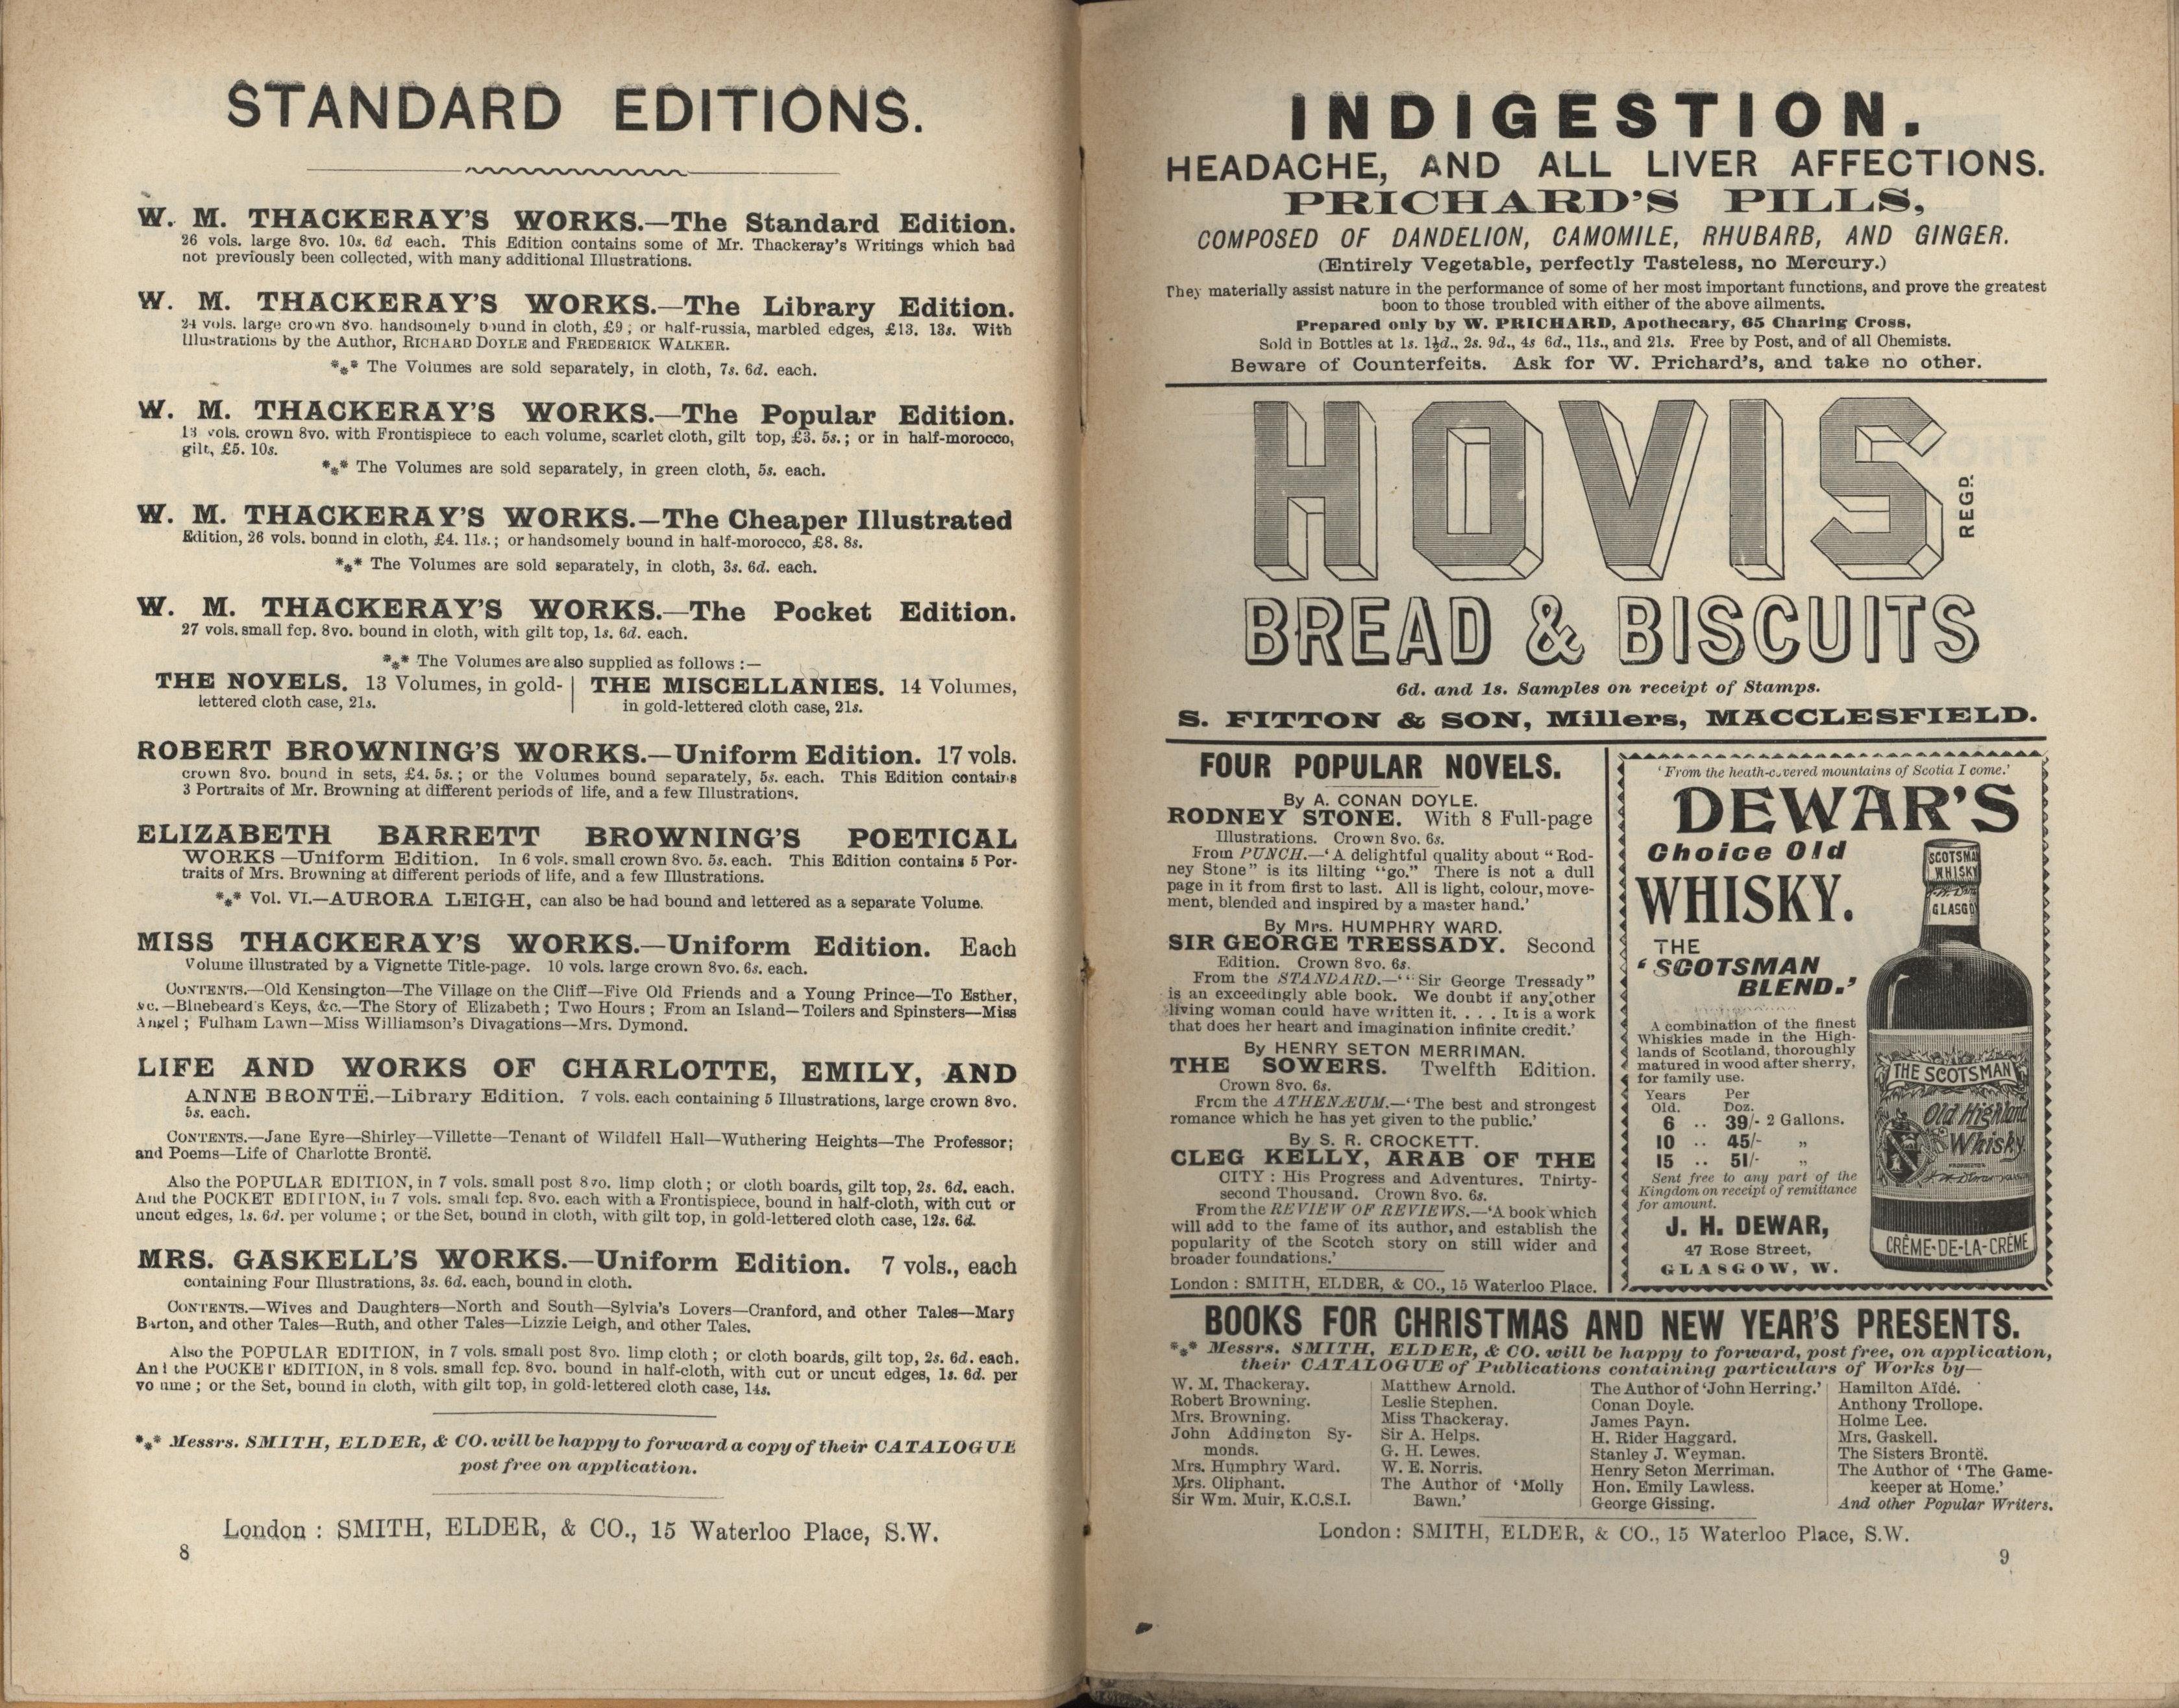 STANDARD EDITIONS.
W. M. THACKERAY'S WORKS.—The Standard Edition.
26 vols. large 8vo. 10s. 6d each. This Edition contains some of Mr. Thackeray's Writings which had
not previously been collected, with many additional Illustrations.
W. M. THACKERAY'S WORKS.—The Library Edition.
24 vols. large crown 8vo. handsomely bound in cloth, £9; or half-russia, marbled edges, £13. 13s. With
Illustrations by the Author, RICHARD DOYLE and FREDERICK WALKER.
*⁎* The Volumes are sold separately, in cloth, 7s. 6d. each.
W. M. THACKERAY'S WORKS.—The Popular Edition.
13 vols. crown 8vo. with Frontispiece to each volume, scarlet cloth, gilt top, £3. 5s.; or in half-morocco,
gilt, £5. 10s.
*⁎* The Volumes are sold separately, in green cloth, 5s. each.
W. M. THACKERAY'S WORKS.—The Cheaper Illustrated
Edition, 26 vols. bound in cloth, £4. 11s.; or handsomely bound in half-morocco, £8. 8s.
*⁎* The Volumes are sold separately, in cloth, 3s. 6d. each.
W. M. THACKERAY'S WORKS.—The Pocket Edition.
27 vols. small fcp. 8vo. bound in cloth, with gilt top, 1s. 6d. each.
*⁎* The Volumes are also supplied as follows:—
THE NOVELS. 13 Volumes, in gold-
lettered cloth case, 21s.
THE MISCELLANIES. 14 Volumes,
in gold-lettered cloth case, 21s.
ROBERT BROWNING'S WORKS.—Uniform Edition. 17 vols.
crown 8vo. bound in sets, £4. 5s.; or the Volumes bound separately, 5s. each. This Edition contains
3 Portraits of Mr. Browning at different periods of life, and a few Illustrations.
ELIZABETH BARRETT BROWNING'S POETICAL
WORKS—Uniform Edition. In 6 vols. small crown 8vo. 5s. each. This Edition contains 5 Por-
traits of Mrs. Browning at different periods of life, and a few Illustrations.
*⁎* Vol. VI.—AURORA LEIGH, can also be had bound and lettered as a separate Volume.
MISS THACKERAY'S WORKS.—Uniform Edition. Each
Volume illustrated by a Vignette Title-page. 10 vols. large crown 8vo. 6s. each.
CONTENTS.—Old Kensington—The Village on the Cliff—Five Old Friends and a Young Prince—To Esther,
&c.—Bluebeard's Keys, &c.—The Story of Elizabeth; Two Hours; From an Island—Toilers and Spinsters—Miss
Angel; Fulham Lawn—Miss Williamson's Divagations—Mrs. Dymond.
LIFE AND WORKS OF CHARLOTTE, EMILY, AND
ANNE BRONTË.—Library Edition. 7 vols. each containing 5 Illustrations, large crown 8vo.
5s. each.
CONTENTS.—Jane Eyre—Shirley—Villette—Tenant of Wildfell Hall—Wuthering Heights—The Professor;
and Poems—Life of Charlotte Brontë.
Also the POPULAR EDITION, in 7 vols. small post 8vo. limp cloth; or cloth boards, gilt top, 2s. 6d. each.
And the POCKET EDITION, in 7 vols. small fcp. 8vo. each with a Frontispiece, bound in half-cloth, with cut or
uncut edges, 1s. 6d. per volume; or the Set, bound in cloth, with gilt top, in gold-lettered cloth case, 12s. 6d.
MRS. GASKELL'S WORKS.—Uniform Edition. 7 vols., each
containing Four Illustrations, 3s. 6d. each, bound in cloth.
CONTENTS.—Wives and Daughters—North and South—Sylvia's Lovers—Cranford, and other Tales—Mary
Barton, and other Tales—Ruth, and other Tales—Lizzie Leigh, and other Tales.
Also the POPULAR EDITION, in 7 vols. small post 8vo. limp cloth; or cloth boards, gilt top, 2s. 6d. each.
And the POCKET EDITION, in 8 vols. small fcp. 8vo. bound in half-cloth, with cut or uncut edges, 1s. 6d. per
volume; or the Set, bound in cloth, with gilt top, in gold-lettered cloth case, 14s.
*⁎* Messrs. SMITH, ELDER, & CO. will be happy to forward a copy of their CATALOGUE
post free on application.
London: SMITH, ELDER, & CO., 15 Waterloo Place, S.W.
8
INDIGESTION.
HEADACHE, AND ALL LIVER AFFECTIONS.
PRICHARD'S PILLS,
COMPOSED OF DANDELION, CAMOMILE, RHUBARB, AND GINGER.
(Entirely Vegetable, perfectly Tasteless, no Mercury.)
They materially assist nature in the performance of some of her most important functions, and prove the greatest
boon to those troubled with either of the above ailments.
Prepared only by W. PRICHARD, Apothecary, 65 Charing Cross.
Sold in Bottles at 1s. 1½d., 2s. 9d., 4s 6d., 11s., and 21s. Free by Post, and of all Chemists.
Beware of Counterfeits. Ask for W. Prichard's, and take no other.
HOVIS
REGD.
BREAD & BISCUITS
6d. and 1s. Samples on receipt of Stamps.
S. FITTON & SON, Millers, MACCLESFIELD.
FOUR POPULAR NOVELS.
By A. CONAN DOYLE.
RODNEY STONE. With 8 Full-page
Illustrations. Crown 8vo. 6s.
From PUNCH.—'A delightful quality about "Rod-
ney Stone" is its lilting "go." There is not a dull
page in it from first to last. All is light, colour, move-
ment, blended and inspired by a master hand.'
By Mrs. HUMPHRY WARD.
SIR GEORGE TRESSADY. Second
Edition. Crown 8vo. 6s.
From the STANDARD.—'"Sir George Tressady"
is an exceedingly able book. We doubt if any other
living woman could have written it. . . . It is a work
that does her heart and imagination infinite credit.'
By HENRY SETON MERRIMAN.
THE SOWERS. Twelfth Edition.
Crown 8vo. 6s.
From the ATHENÆUM.—'The best and strongest
romance which he has yet given to the public.'
By S. R. CROCKETT.
CLEG KELLY, ARAB OF THE
CITY: His Progress and Adventures. Thirty-
second Thousand. Crown 8vo. 6s.
From the REVIEW OF REVIEWS.—'A book which
will add to the fame of its author, and establish the
popularity of the Scotch story on still wider and
broader foundations.'
London: SMITH, ELDER, & CO., 15 Waterloo Place.
'From the heath-covered mountains of Scotia I come.'
DEWAR'S
Choice Old
WHISKY.
THE
'SCOTSMAN
BLEND.'
A combination of the finest
Whiskies made in the High-
lands of Scotland, thoroughly
matured in wood after sherry,
for family use.
Years Per
Old. Doz.
6 .. 39/- 2 Gallons.
10 .. 45/- „
15 .. 51/- „
Sent free to any part of the
Kingdom on receipt of remittance
for amount.
J. H. DEWAR,
47 Rose Street,
GLASGOW, W.
SCOTSMA
WHISKY
GLASGO
THE SCOTSMAN
Old Highland
Whisky
CRÊME-DE-LA-CRÊME
BOOKS FOR CHRISTMAS AND NEW YEAR'S PRESENTS.
*⁎* Messrs. SMITH, ELDER, & CO. will be happy to forward, post free, on application,
their CATALOGUE of Publications containing particulars of Works by—
W. M. Thackeray.
Robert Browning.
Mrs. Browning.
John Addington Sy-
monds.
Mrs. Humphry Ward.
Mrs. Oliphant.
Sir Wm. Muir, K.C.S.I.
Matthew Arnold.
Leslie Stephen.
Miss Thackeray.
Sir A. Helps.
G. H. Lewes.
W. E. Norris.
The Author of 'Molly
Bawn.'
The Author of 'John Herring.'
Conan Doyle.
James Payn.
H. Rider Haggard.
Stanley J. Weyman.
Henry Seton Merriman.
Hon. Emily Lawless.
George Gissing.
Hamilton Aïdé.
Anthony Trollope.
Holme Lee.
Mrs. Gaskell.
The Sisters Brontë.
The Author of 'The Game-
keeper at Home.'
And other Popular Writers.
London: SMITH, ELDER, & CO., 15 Waterloo Place, S.W.
9